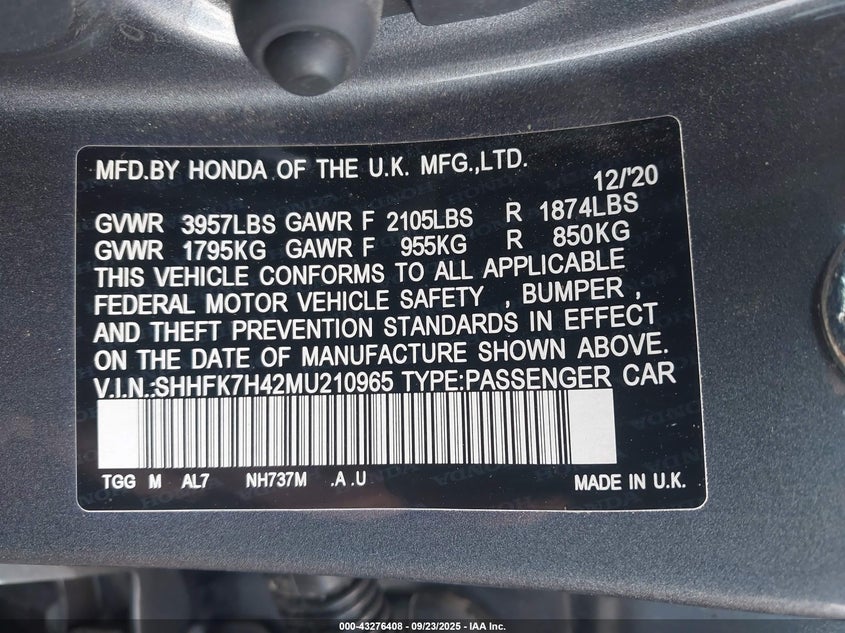 MFD.BY HONDA OF THE U.K. MFG.,LTD.
12/'20
GVWR 3957LBS GAWR F 2105LBS R 1874LBS
GVWR 1795KG GAWR F 955KG R 850KG
THIS VEHICLE CONFORMS TO ALL APPLICABLE
FEDERAL MOTOR VEHICLE SAFETY , BUMPER ,
AND THEFT PREVENTION STANDARDS IN EFFECT
ON THE DATE OF MANUFACTURE SHOWN ABOVE.
V.I.N.:SHHFK7H42MU210965 TYPE:PASSENGER CAR
TGG M AL7 NH737M .A .U MADE IN U.K.
000-43276408 - 09/23/2025 - IAA Inc.